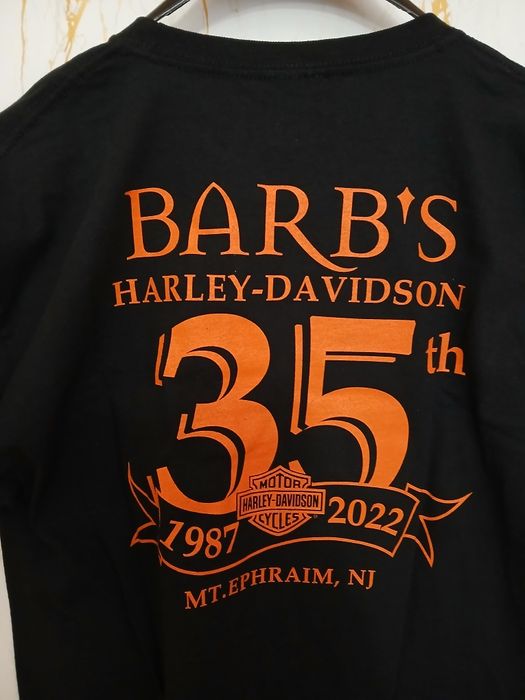 BARB'S
HARLEY-DAVIDSON
35th
MOTOR
HARLEY-DAVIDSON
CYCLES
1987 2022
MT.EPHRAIM, NJ